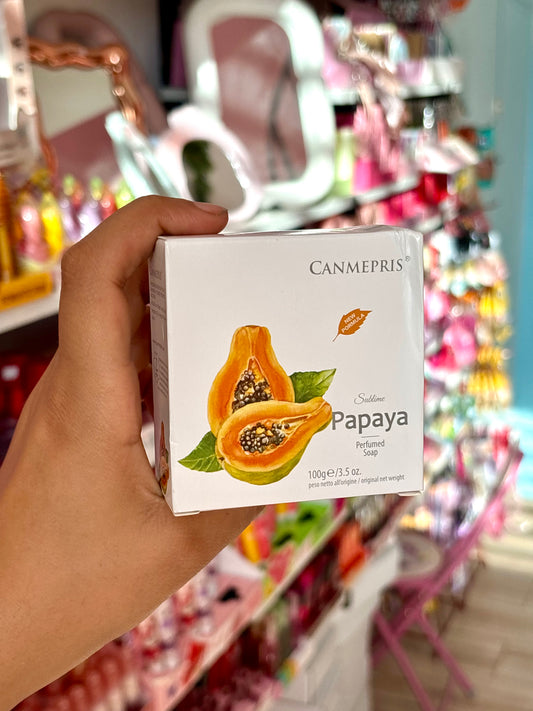 CANMEPRIS®
NEW
FORMULA
Sublime
Papaya
Perfumed
Soap
100g ℮/3.5 oz.
peso netto all'origine / original net weight